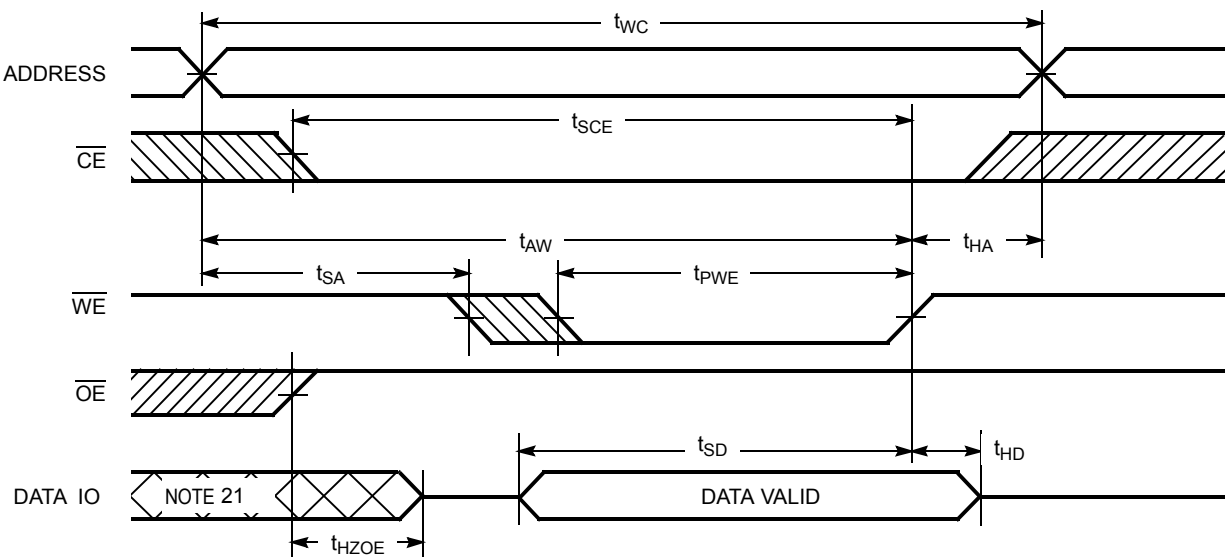 tWC
ADDRESS
tSCE
CE
tAW
tHA
tSA
tPWE
WE
OE
tSD
tHD
DATA IO
NOTE 21
DATA VALID
tHZOE